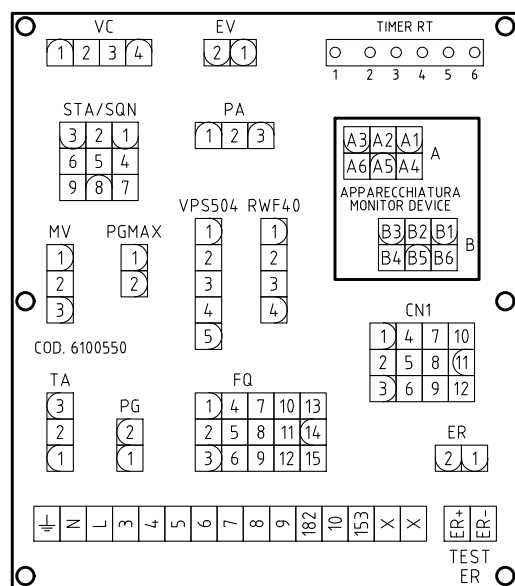 VC EV TIMER RT
1 2 3 4 2 1
1 2 3 4 5 6
STA/SQN PA
3 2 1 1 2 3
6 5 4
9 8 7
A3 A2 A1
A6 A5 A4 A
APPARECCHIATURA
MONITOR DEVICE
B3 B2 B1
B4 B5 B6 B
VPS504 RWF40
1 1
2 2
3 3
4 4
5
MV PGMAX
1 1
2 2
3
CN1
1 4 7 10
2 5 8 11
3 6 9 12
COD. 6100550
TA PG FQ
3 2
2 1
1
1 4 7 10 13
2 5 8 11 14
3 6 9 12 15
ER
2 1
N L 3 4 5 6 7 8 9 182 10 153 X X ER+ ER-
TEST
ER